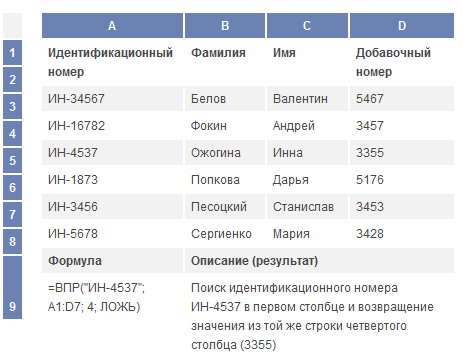 A B C D
1 Идентификационный Фамилия Имя Добавочный
2 номер номер
3 ИН-34567 Белов Валентин 5467
4 ИН-16782 Фокин Андрей 3457
5 ИН-4537 Ожогина Инна 3355
6 ИН-1873 Попкова Дарья 5176
7 ИН-3456 Песоцкий Станислав 3453
8 ИН-5678 Сергиенко Мария 3428
Формула Описание (результат)
=ВПР("ИН-4537"; Поиск идентификационного номера
9 A1:D7; 4; ЛОЖЬ) ИН-4537 в первом столбце и возвращение
значения из той же строки четвертого
столбца (3355)